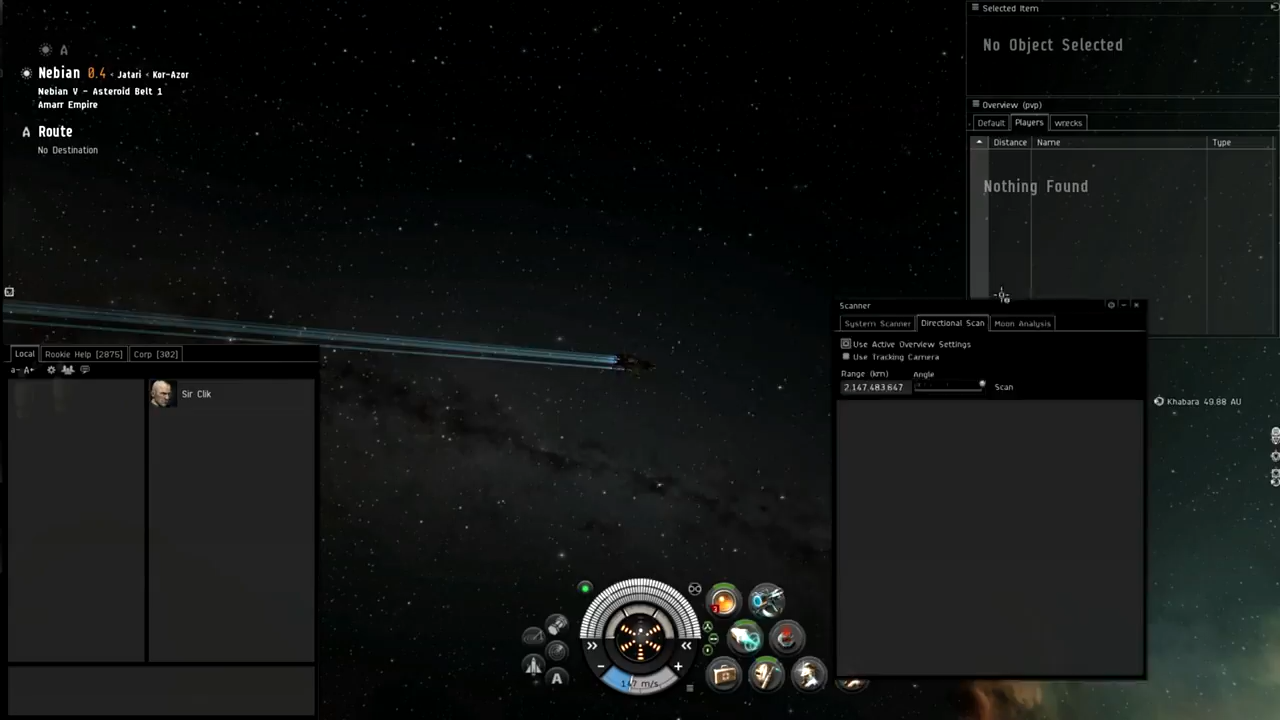 A
Nebian 0.4 < Jatari < Kor-Azor
Nebian V - Asteroid Belt 1
Amarr Empire
A Route
No Destination
Selected Item
No Object Selected
Overview (pvp)
Default Players wrecks
Distance Name Type
Nothing Found
Scanner
System Scanner Directional Scan Moon Analysis
Use Active Overview Settings
Use Tracking Camera
Range (km) Angle
2,147,483,647 Scan
Khabara 49.88 AU
Local Rookie Help [2875] Corp [302]
a- A+
Sir Clik
A
147 m/s